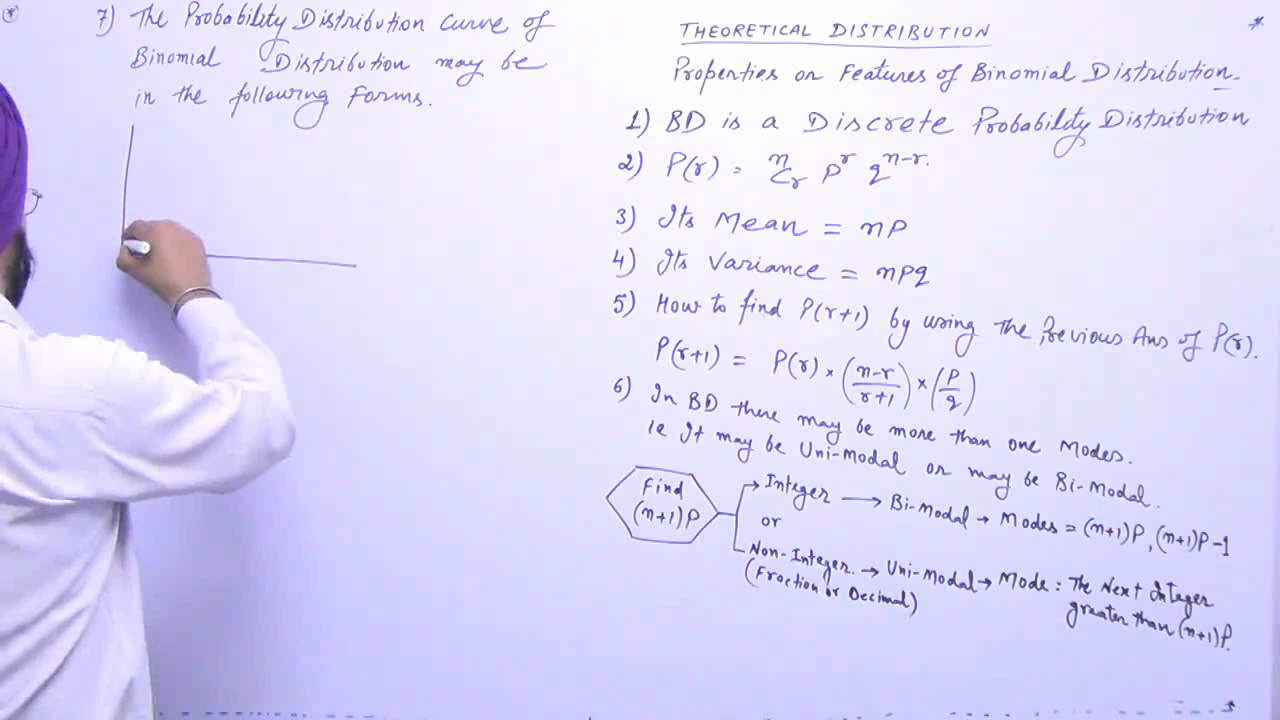 7) The Probability Distribution Curve of
Binomial Distribution may be
in the following Forms.
THEORETICAL DISTRIBUTION
Properties or Features of Binomial Distribution.
1) BD is a Discrete Probability Distribution
2) P(r) = ⁿCᵣ pʳ qⁿ⁻ʳ.
3) Its Mean = np
4) Its Variance = npq
5) How to find P(r+1) by using the Previous Ans of P(r).
P(r+1) = P(r) × ((n-r)/(r+1)) × (p/q)
6) In BD there may be more than one Modes.
ie It may be Uni-Modal or may be Bi-Modal.
Find (n+1)P
Integer → Bi-Modal → Modes = (n+1)P, (n+1)P-1
or
Non-Integer. → Uni-Modal → Mode : The Next Integer
(Fraction or Decimal)
greater than (n+1)P.